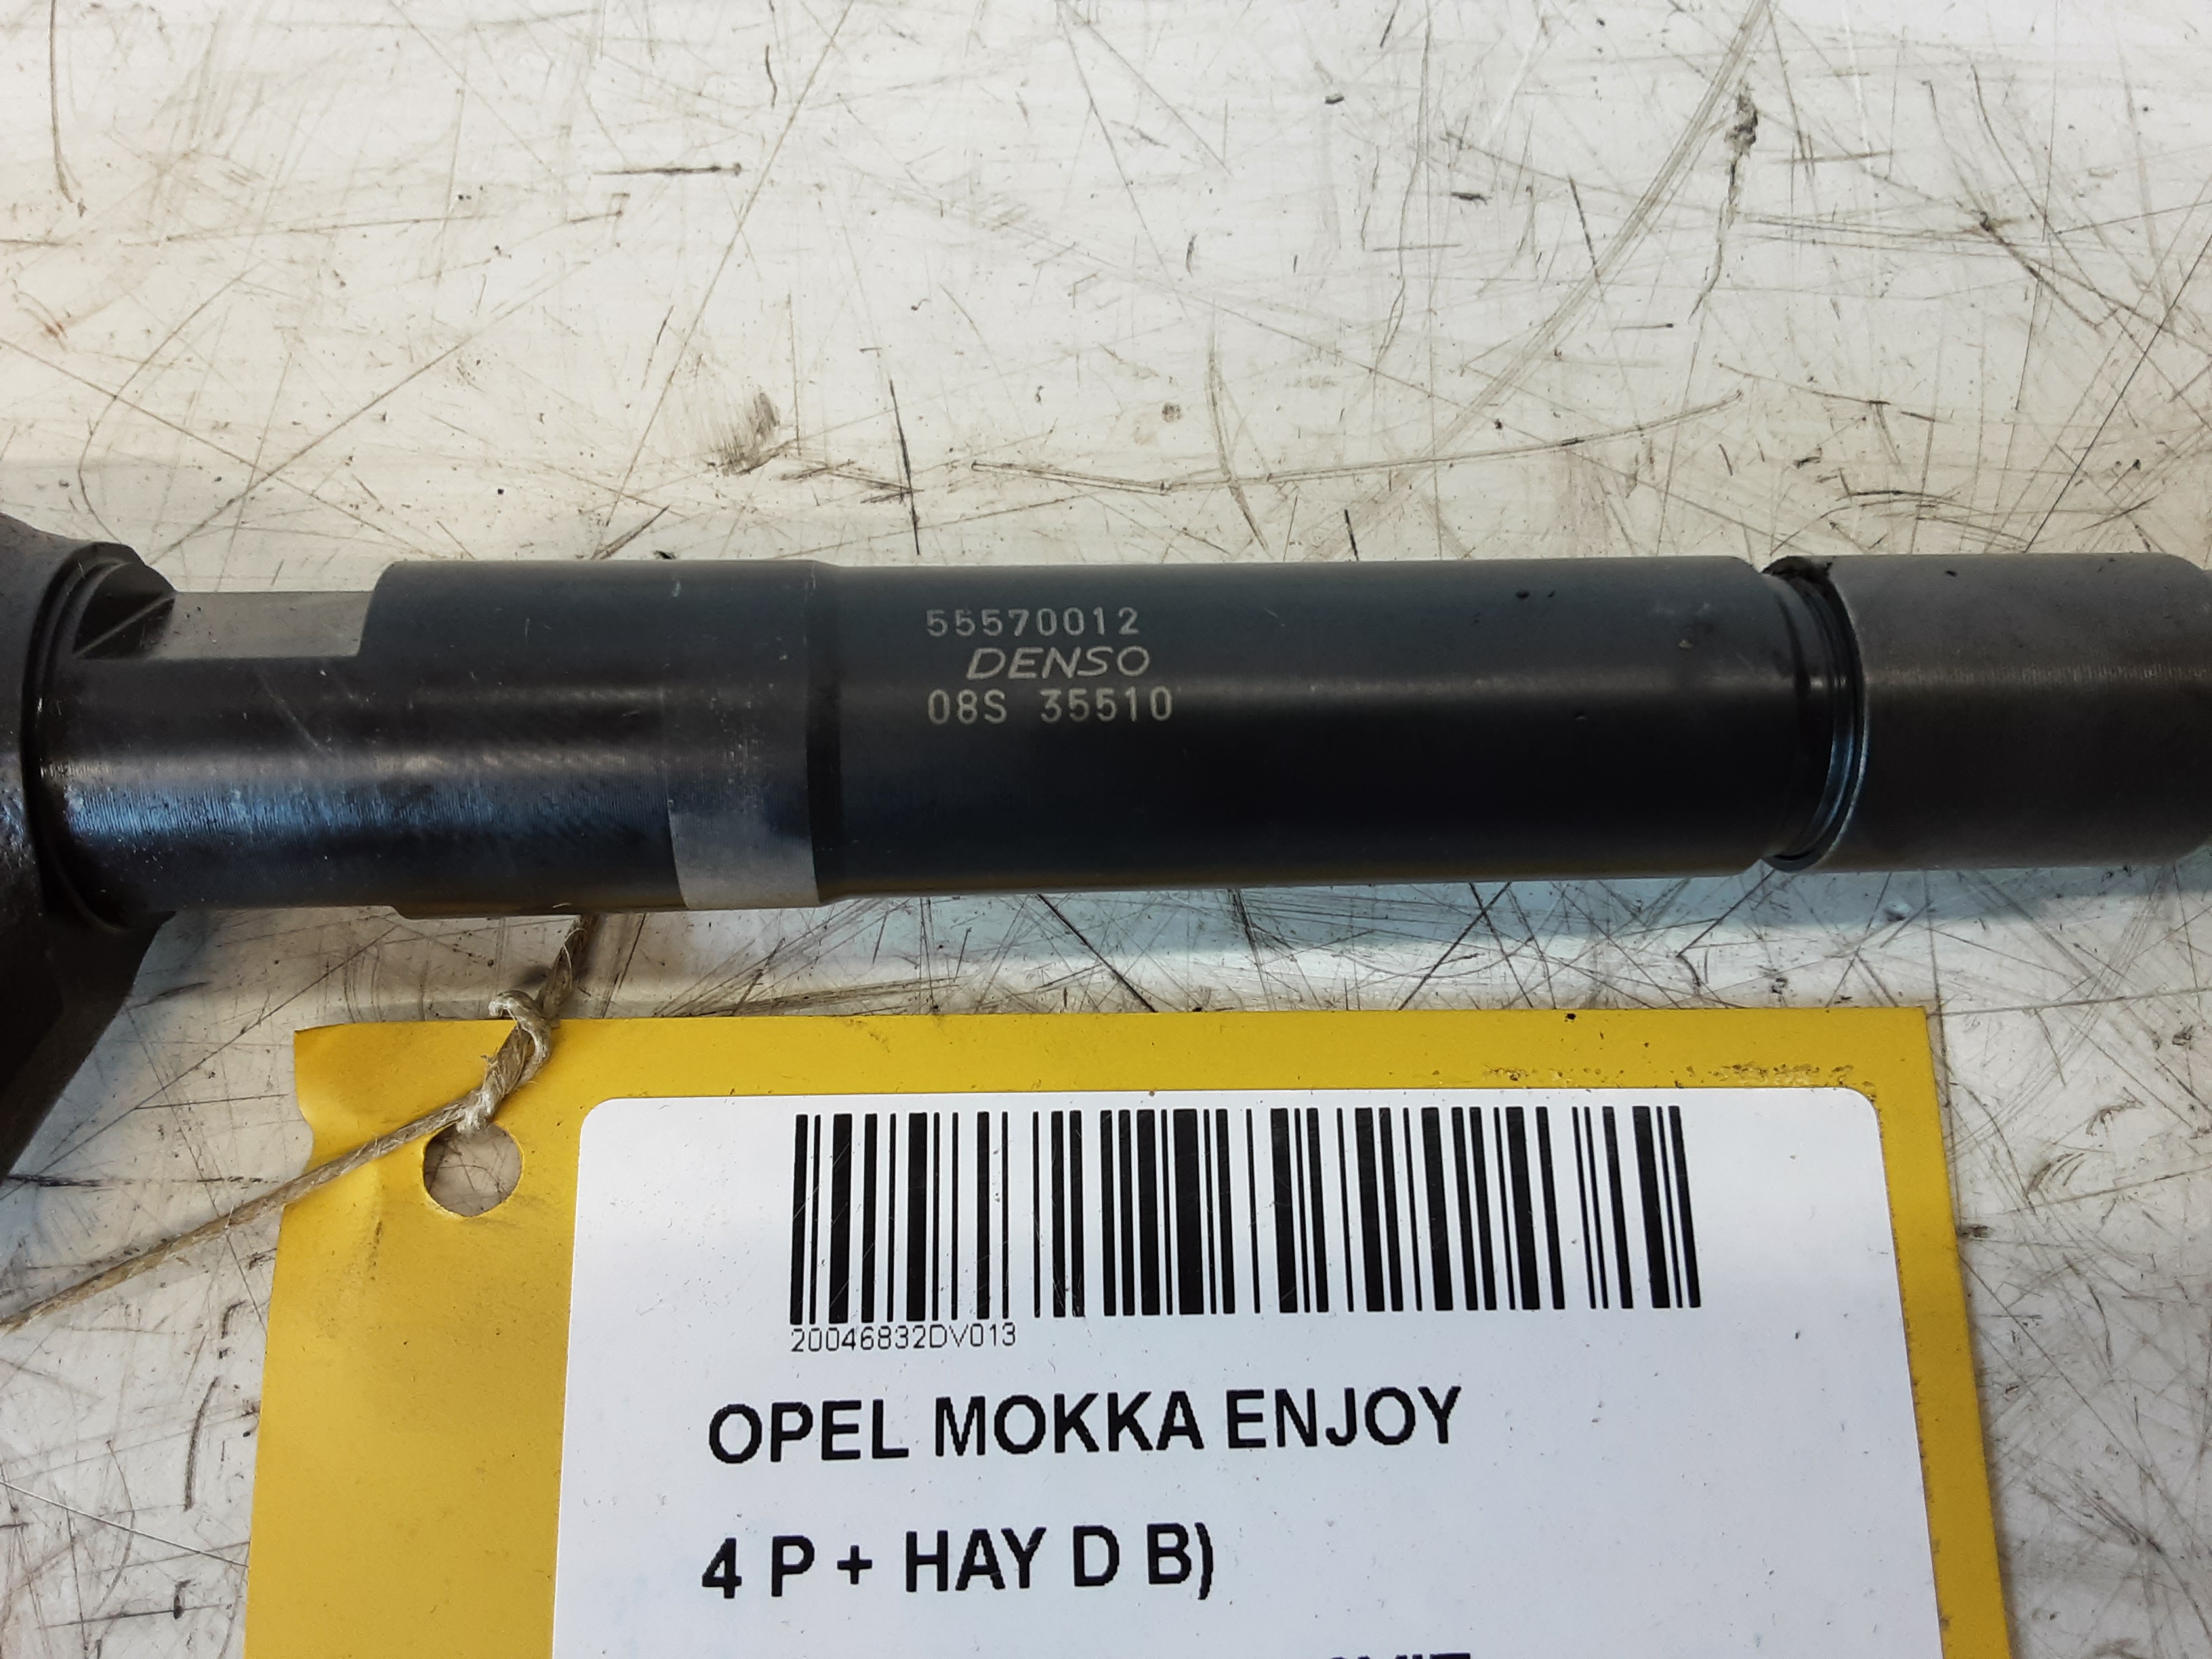 55570012
DENSO
08S 35510
20046832DV013
OPEL MOKKA ENJOY
4 P + HAY D B)